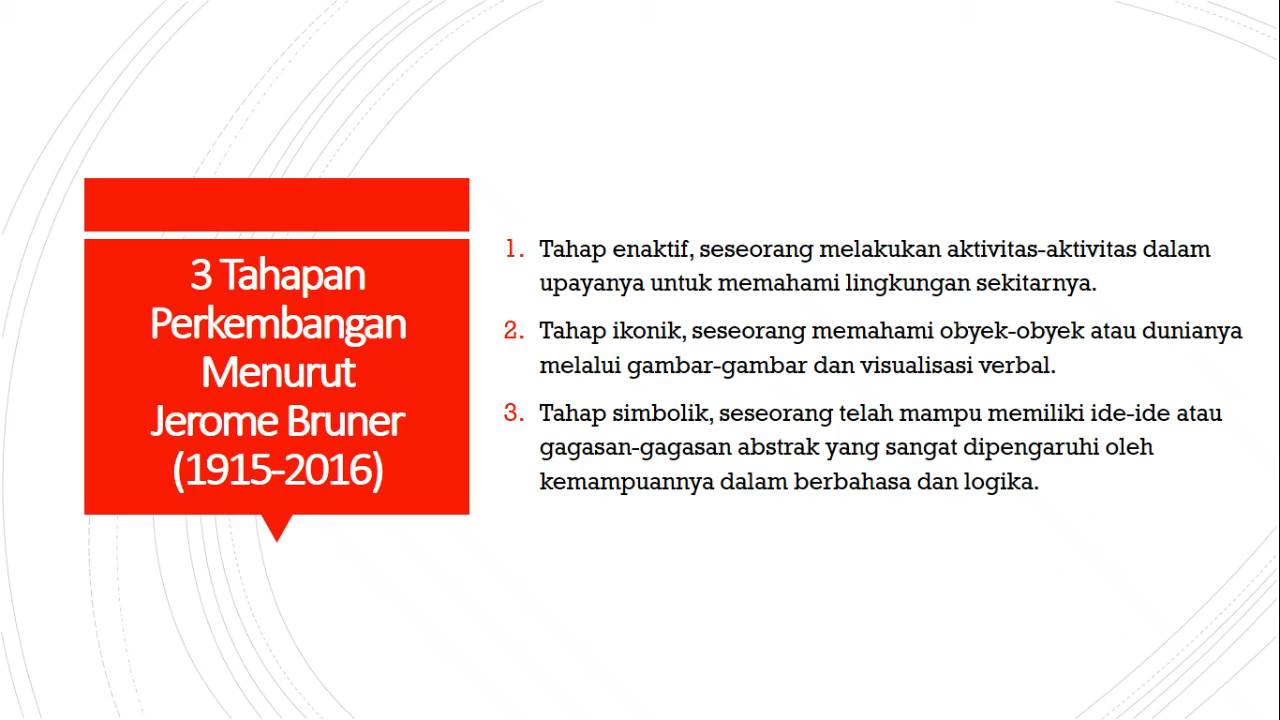 3 Tahapan
Perkembangan
Menurut
Jerome Bruner
(1915-2016)
1. Tahap enaktif, seseorang melakukan aktivitas-aktivitas dalam
upayanya untuk memahami lingkungan sekitarnya.
2. Tahap ikonik, seseorang memahami obyek-obyek atau dunianya
melalui gambar-gambar dan visualisasi verbal.
3. Tahap simbolik, seseorang telah mampu memiliki ide-ide atau
gagasan-gagasan abstrak yang sangat dipengaruhi oleh
kemampuannya dalam berbahasa dan logika.